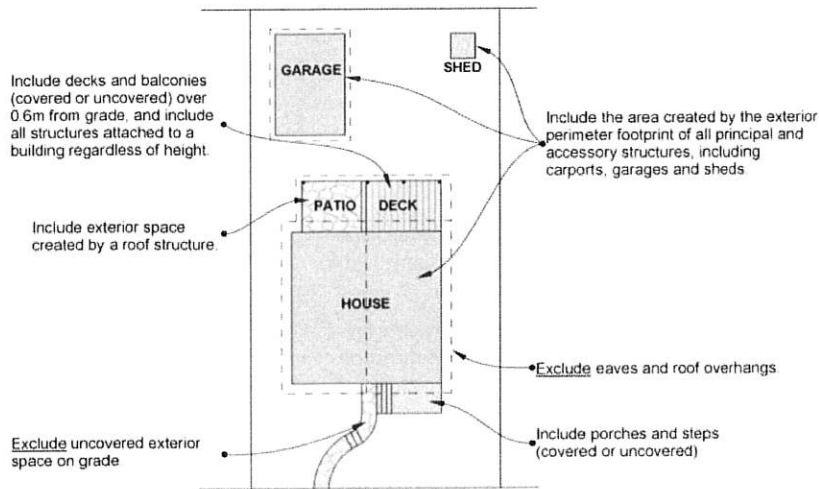 GARAGE
SHED
Include decks and balconies
(covered or uncovered) over
0.6m from grade, and include
all structures attached to a
building regardless of height.
Include the area created by the exterior
perimeter footprint of all principal and
accessory structures, including
carports, garages and sheds
PATIO
DECK
Include exterior space
created by a roof structure.
HOUSE
Exclude eaves and roof overhangs
Exclude uncovered exterior
space on grade
Include porches and steps
(covered or uncovered)